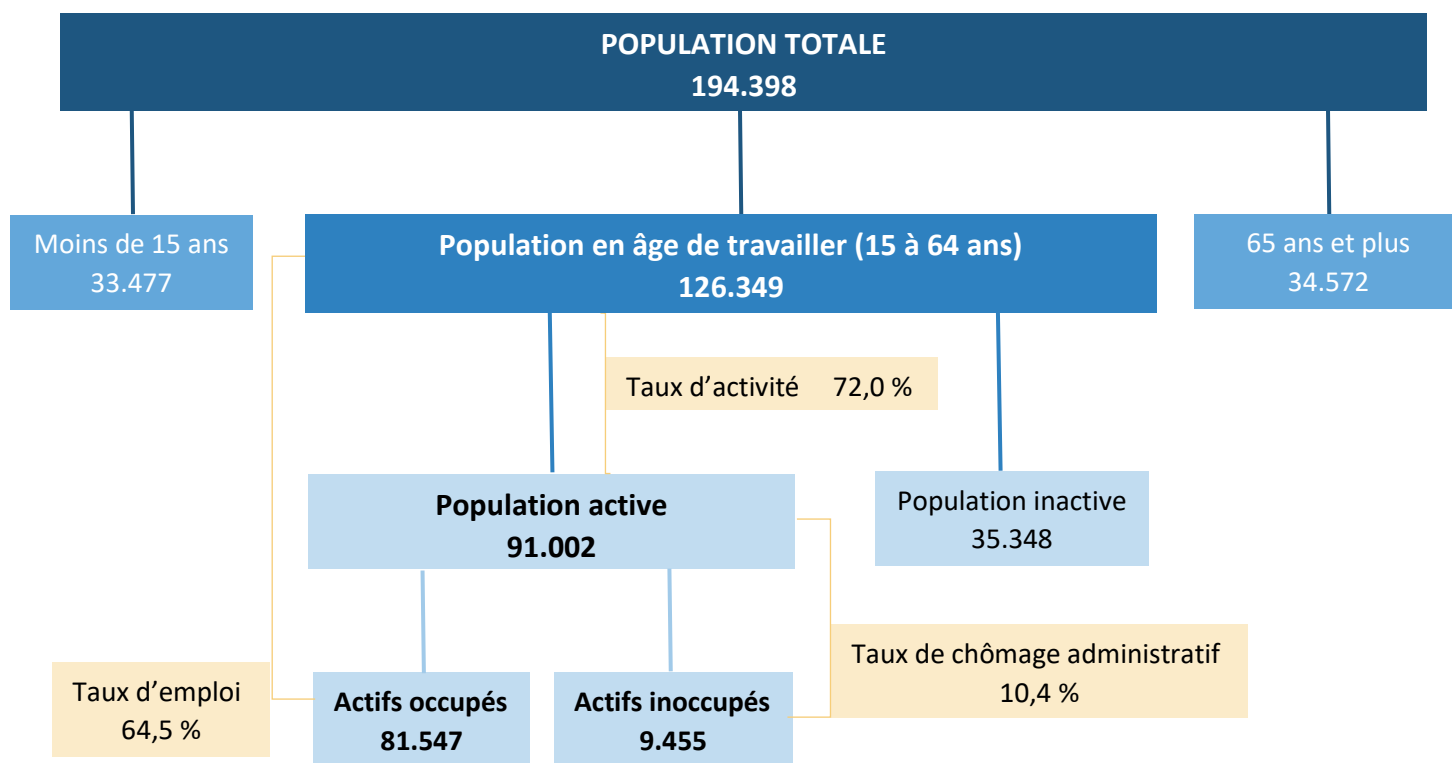 POPULATION TOTALE
194.398
Moins de 15 ans
33.477
Population en âge de travailler (15 à 64 ans)
126.349
65 ans et plus
34.572
Taux d’activité 72,0 %
Population active
91.002
Population inactive
35.348
Taux d’emploi
64,5 %
Actifs occupés
81.547
Actifs inoccupés
9.455
Taux de chômage administratif
10,4 %